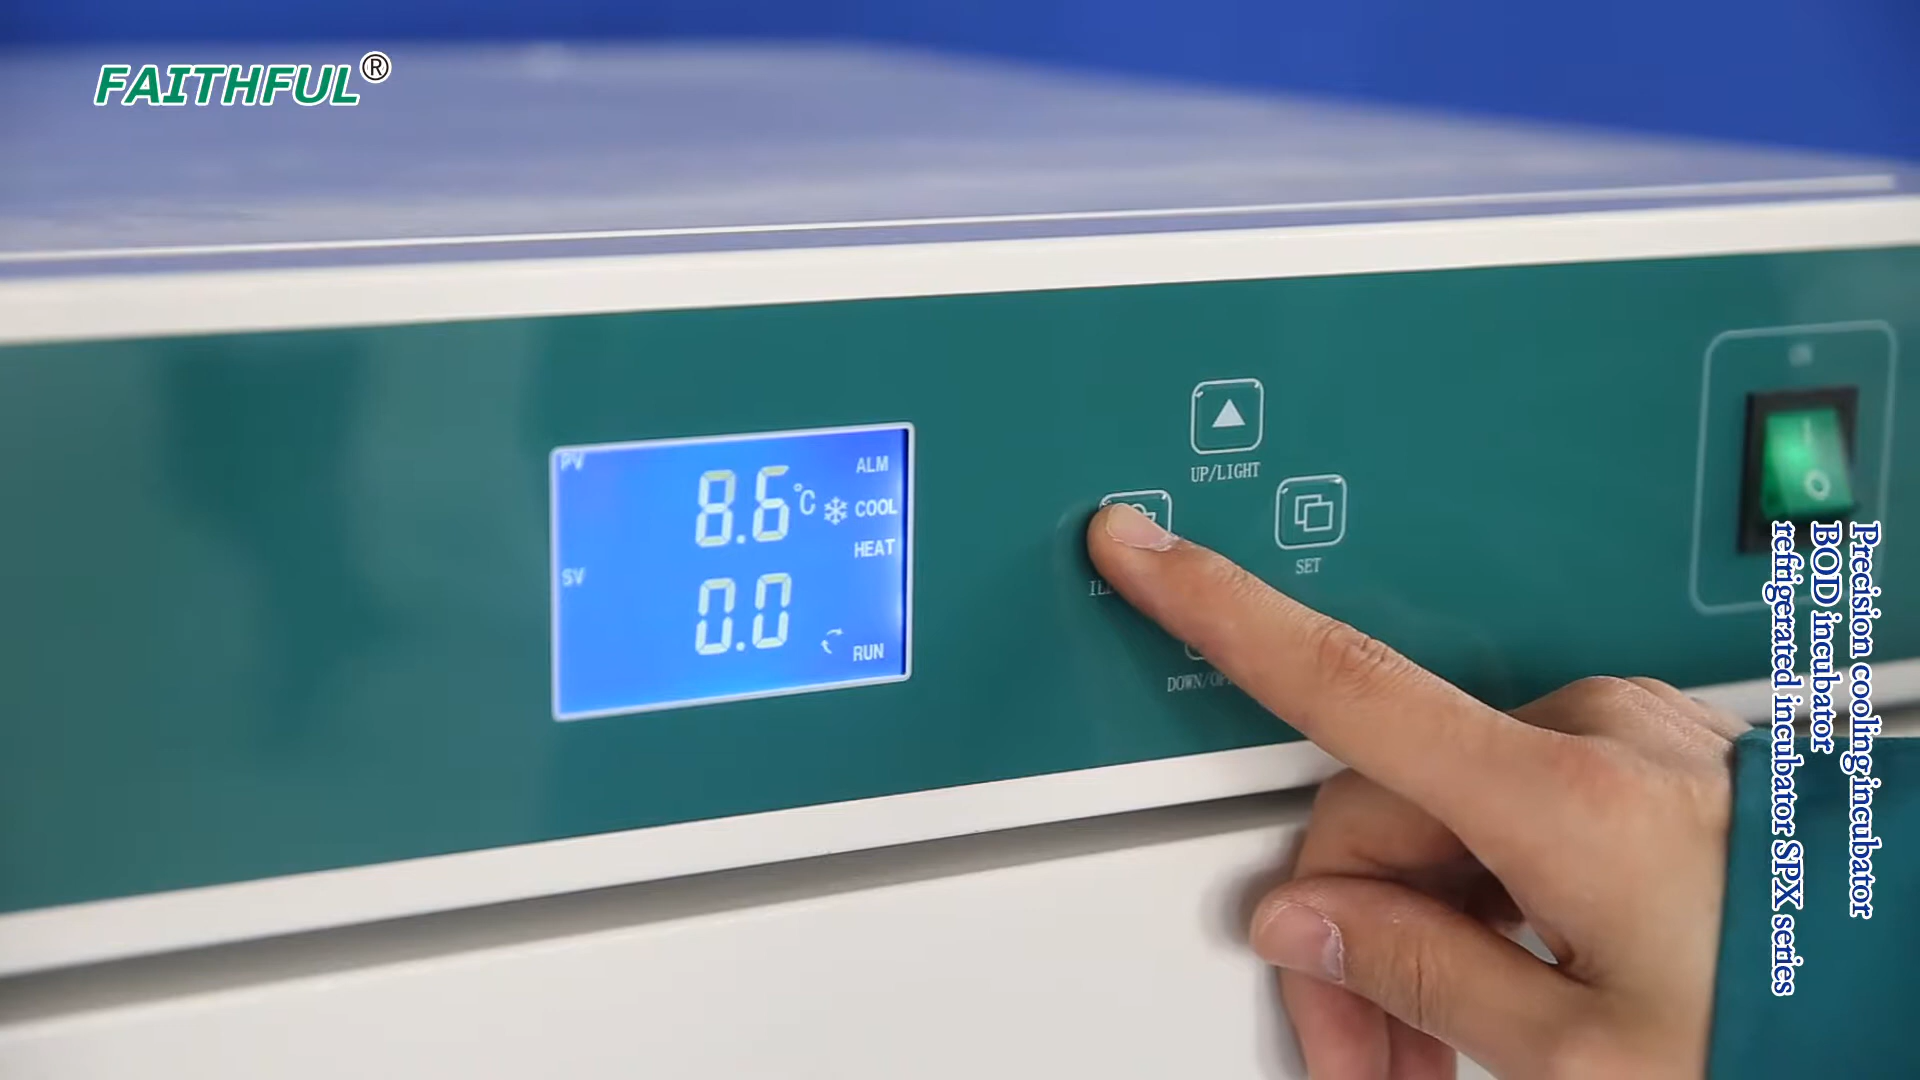 FAITHFUL®
PV
8.6 °C
ALM
COOL
HEAT
SV
0.0
RUN
UP/LIGHT
SET
Precision cooling incubator
BOD incubator
refrigerated incubator SPX series